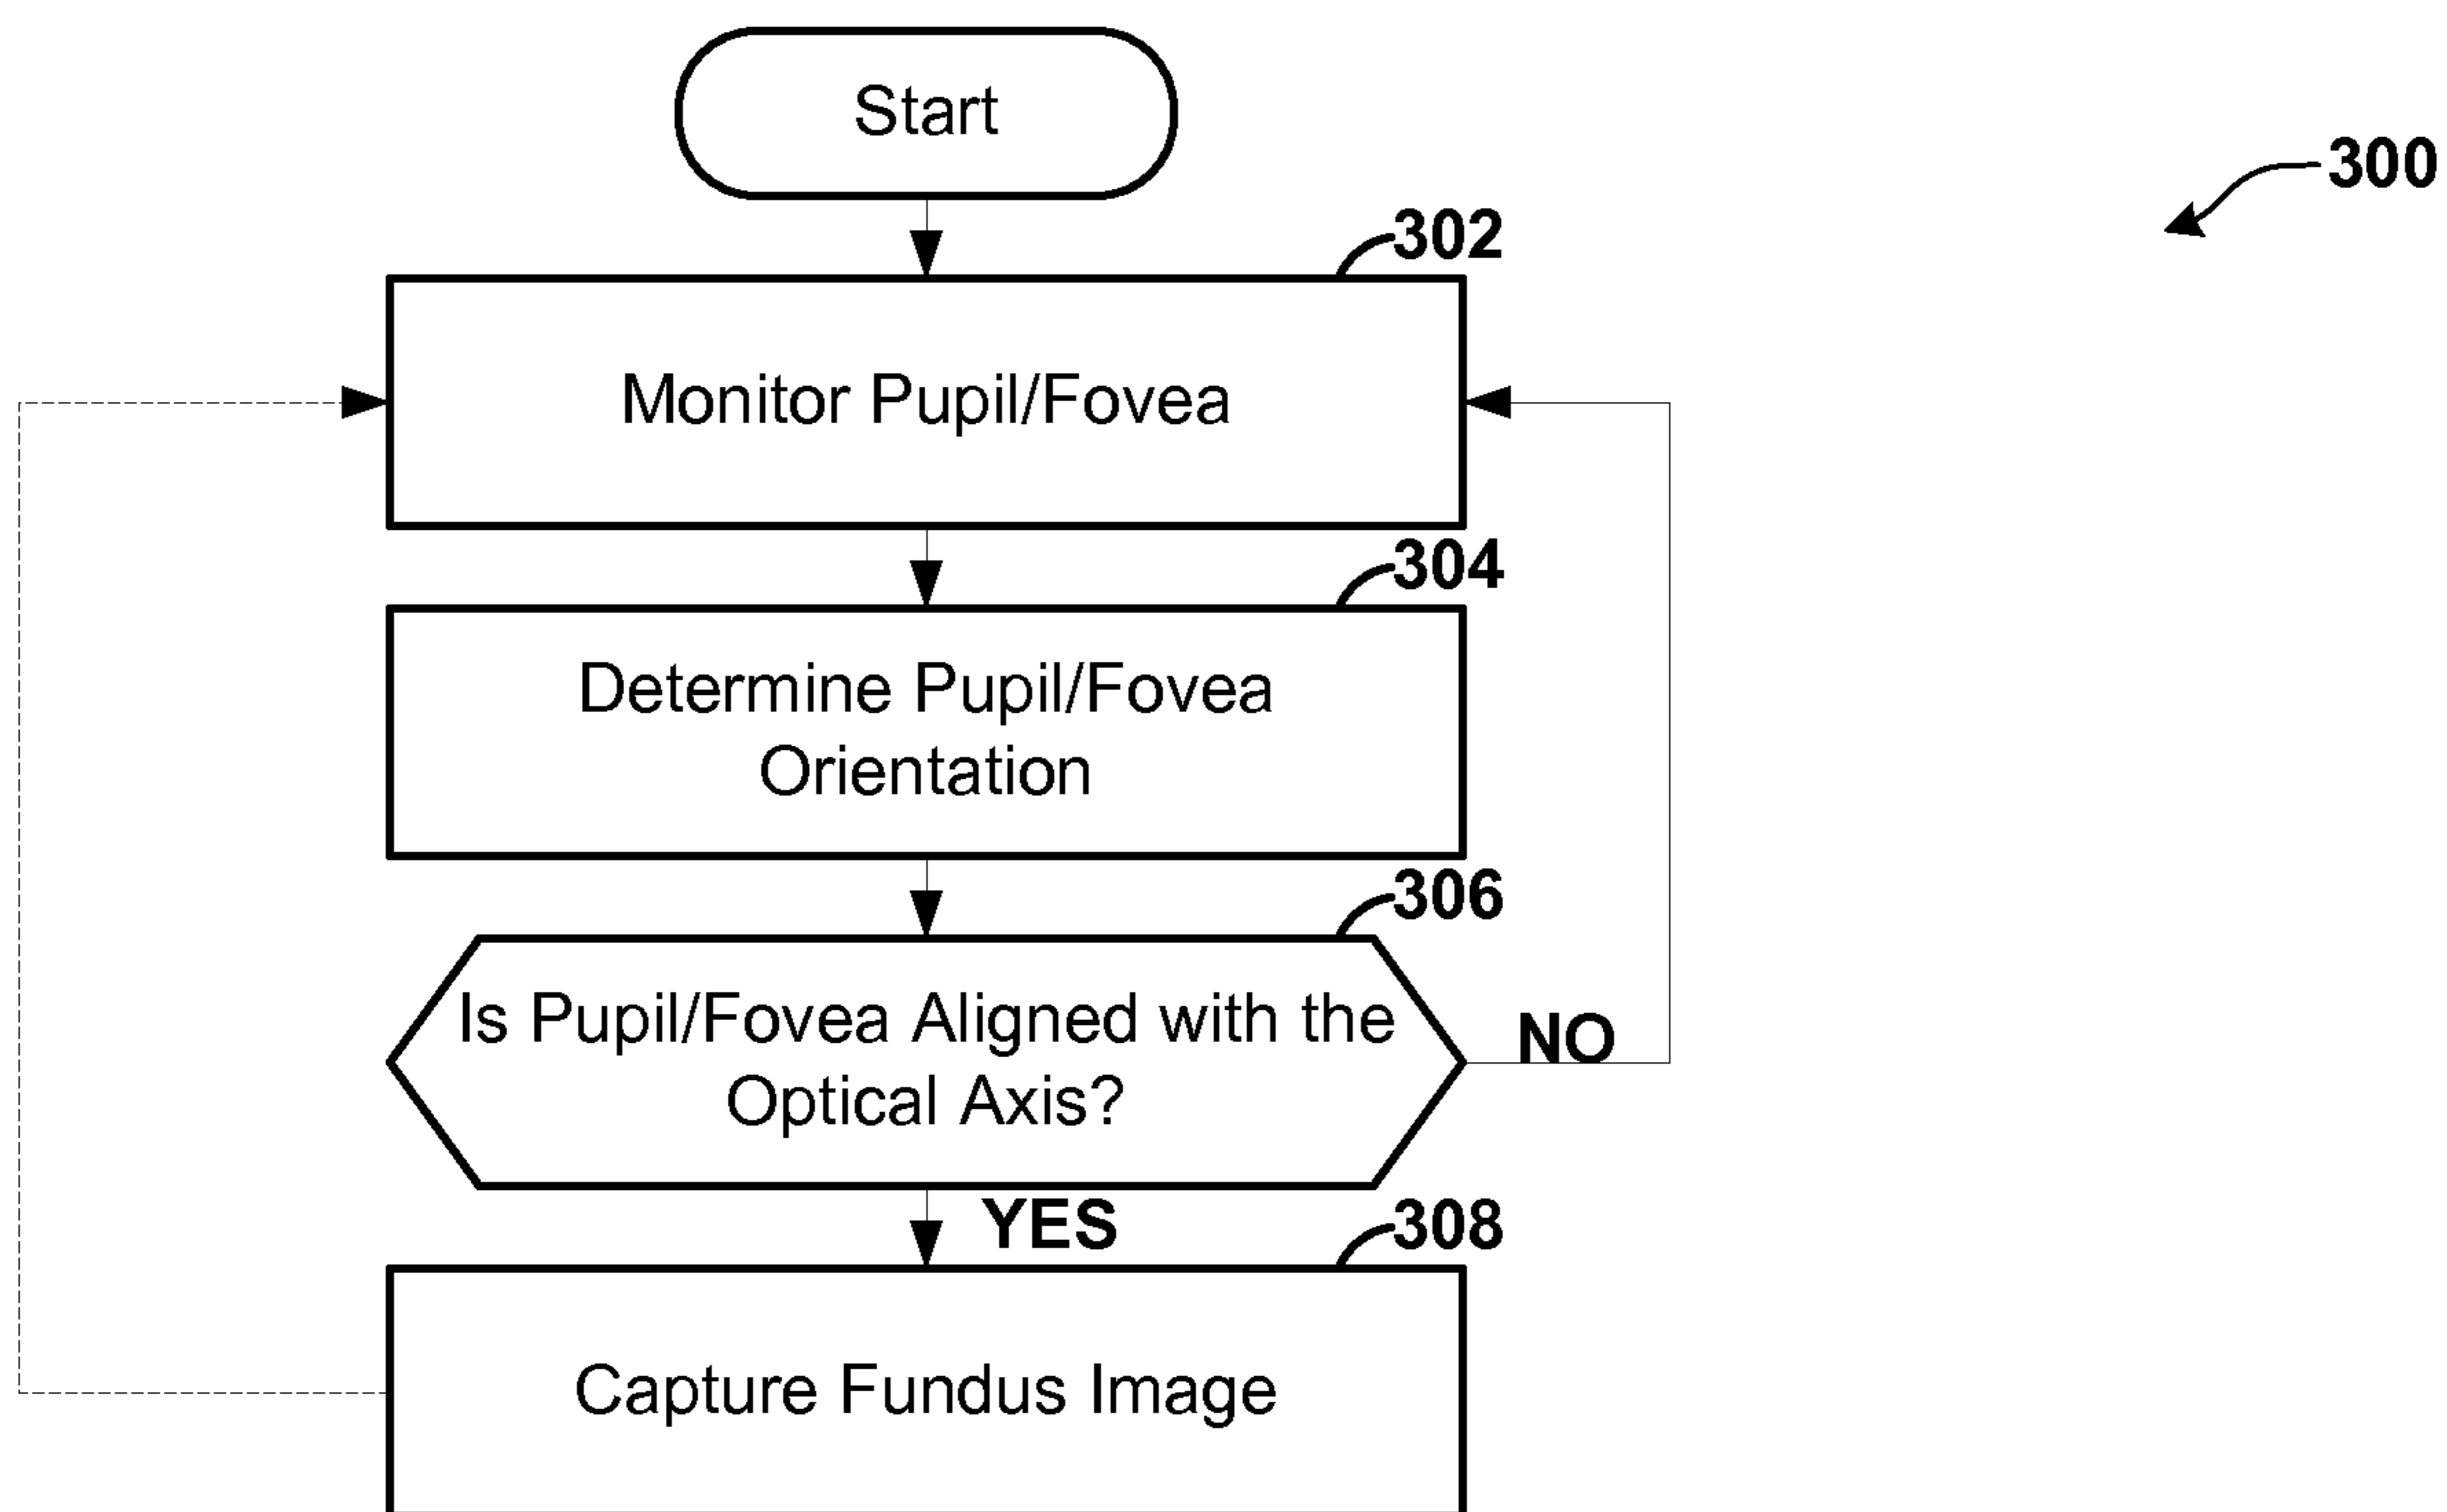 Start
300
302
Monitor Pupil/Fovea
304
Determine Pupil/Fovea
Orientation
306
Is Pupil/Fovea Aligned with the
Optical Axis?
NO
YES
308
Capture Fundus Image